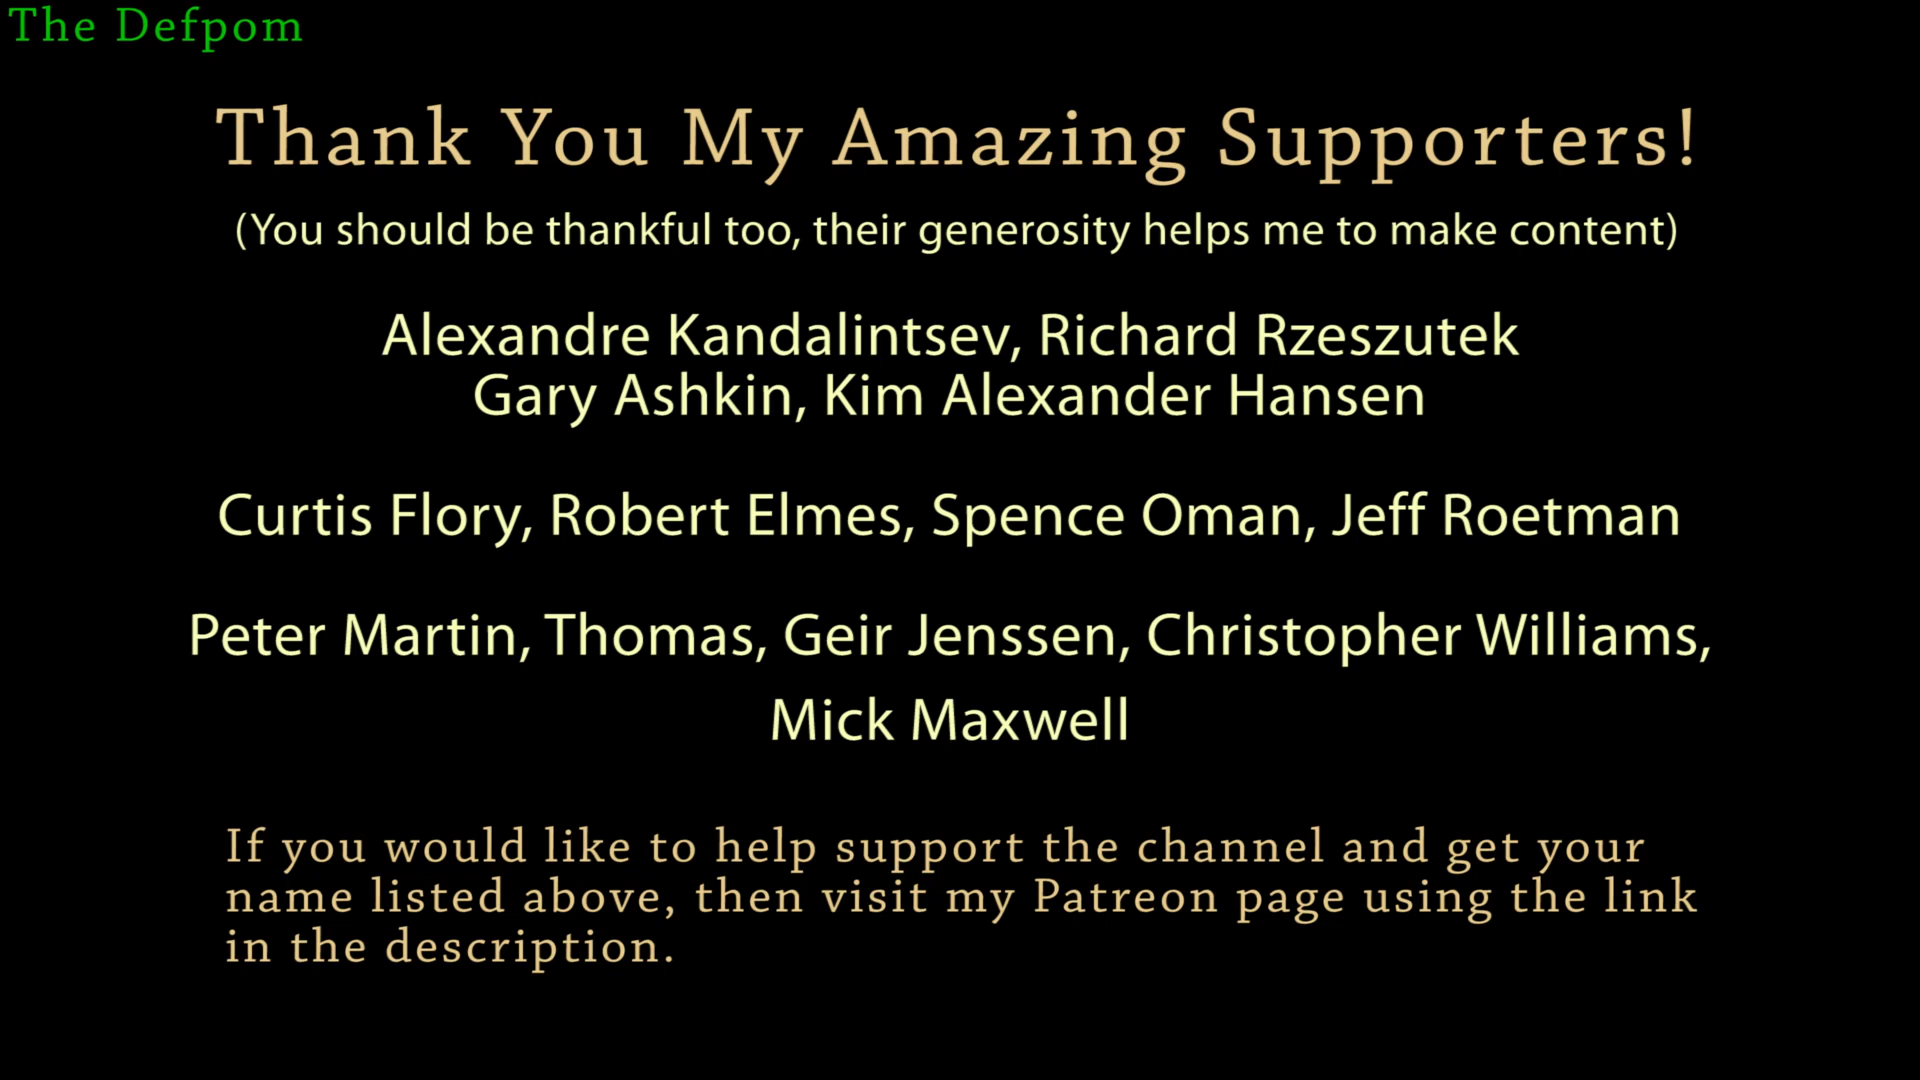 The Defpom
Thank You My Amazing Supporters!
(You should be thankful too, their generosity helps me to make content)
Alexandre Kandalintsev, Richard Rzeszutek
Gary Ashkin, Kim Alexander Hansen
Curtis Flory, Robert Elmes, Spence Oman, Jeff Roetman
Peter Martin, Thomas, Geir Jenssen, Christopher Williams,
Mick Maxwell
If you would like to help support the channel and get your
name listed above, then visit my Patreon page using the link
in the description.